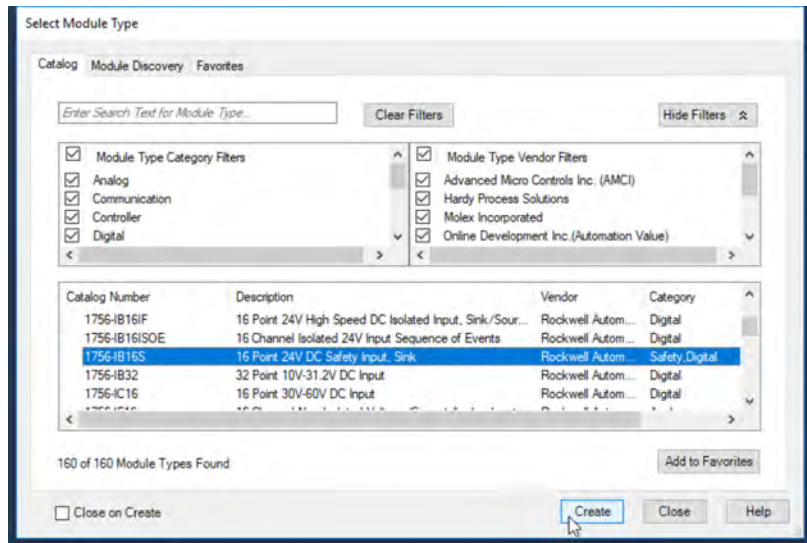 Select Module Type
Catalog Module Discovery Favorites
Enter Search Text for Module Type...
Clear Filters
Hide Filters
Module Type Category Filters
Analog
Communication
Controller
Digital
Module Type Vendor Filters
Advanced Micro Controls Inc. (AMCI)
Hardy Process Solutions
Molex Incorporated
Online Development Inc.(Automation Value)
Catalog Number Description Vendor Category
1756-IB16IF 16 Point 24V High Speed DC Isolated Input, Sink/Sour... Rockwell Autom... Digital
1756-IB16ISOE 16 Channel Isolated 24V Input Sequence of Events Rockwell Autom... Digital
1756-IB16S 16 Point 24V DC Safety Input, Sink Rockwell Autom... Safety,Digital
1756-IB32 32 Point 10V-31.2V DC Input Rockwell Autom... Digital
1756-IC16 16 Point 30V-60V DC Input Rockwell Autom... Digital
160 of 160 Module Types Found
Add to Favorites
Close on Create
Create Close Help